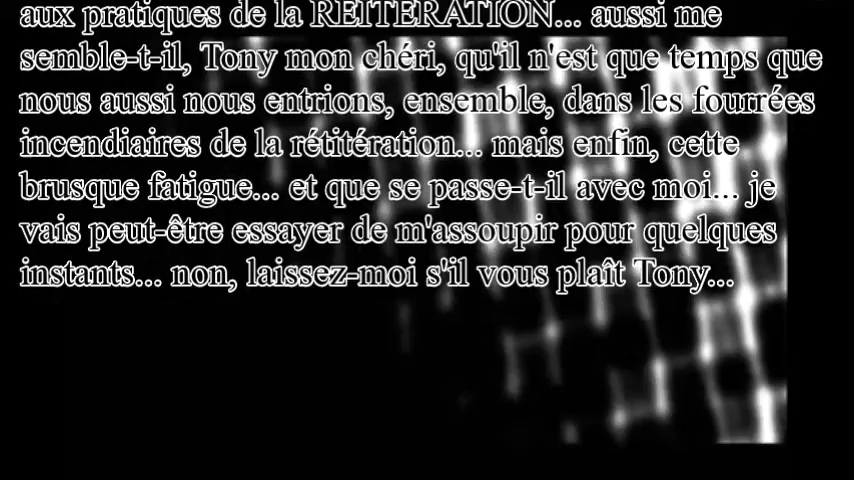 aux pratiques de la RÉITÉRATION... aussi me
semble-t-il, Tony mon chéri, qu'il n'est que temps que
nous aussi nous entrions, ensemble, dans les fourrées
incendiaires de la rétitération... mais enfin, cette
brusque fatigue... et que se passe-t-il avec moi... je
vais peut-être essayer de m'assoupir pour quelques
instants... non, laissez-moi s'il vous plaît Tony...